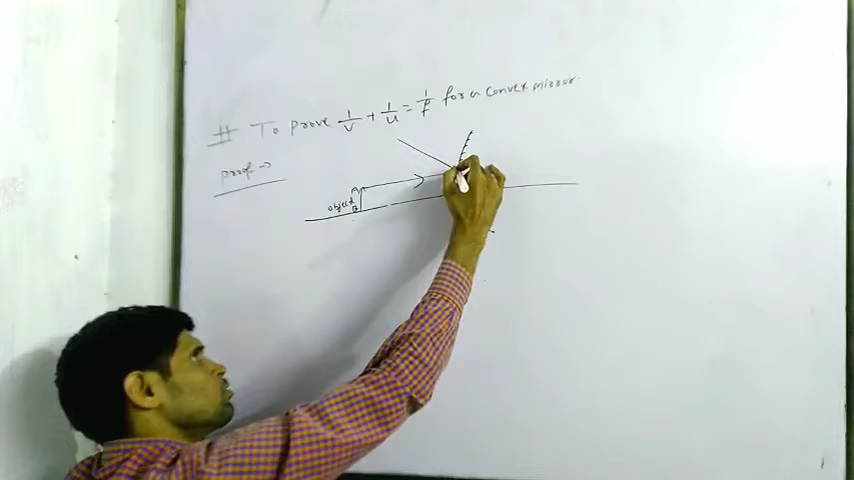 # To prove 1/v + 1/u = 1/f for a convex mirror.
proof →
A
object
B